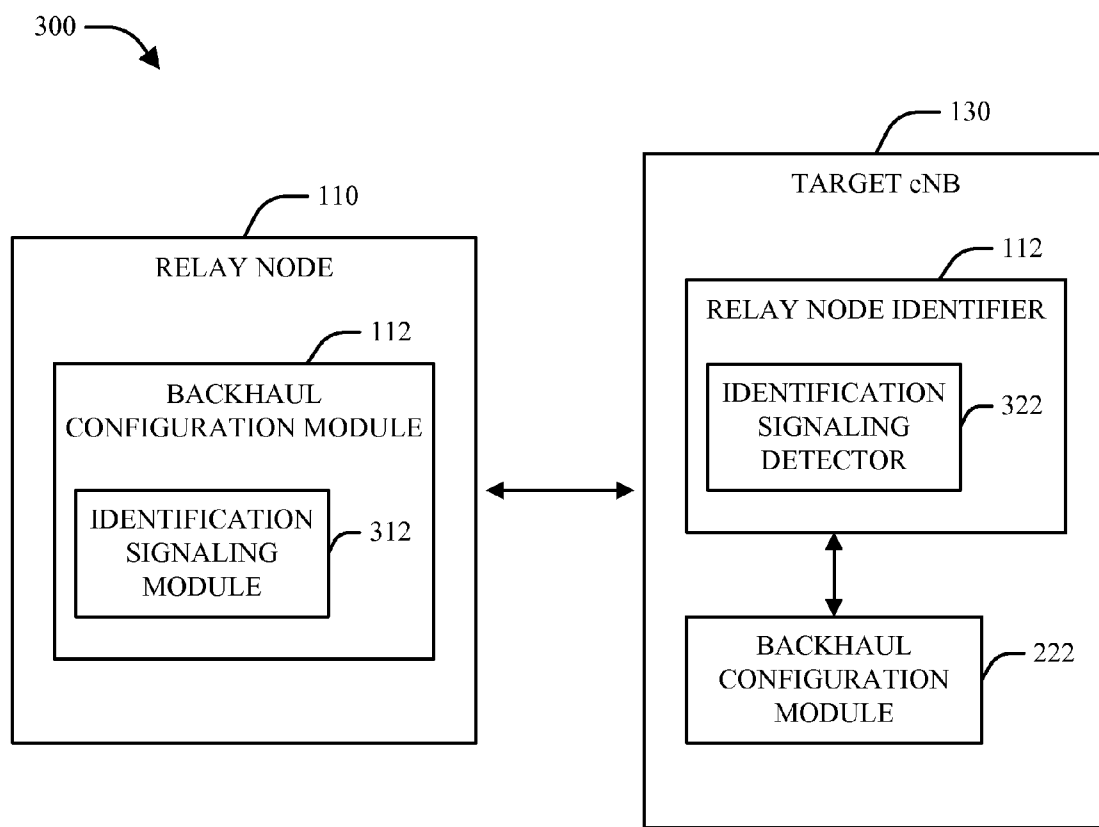 300
130
TARGET cNB
110
RELAY NODE
112
RELAY NODE IDENTIFIER
112
BACKHAUL
CONFIGURATION MODULE
IDENTIFICATION
SIGNALING
DETECTOR
322
IDENTIFICATION
SIGNALING
MODULE
312
BACKHAUL
CONFIGURATION
MODULE
222